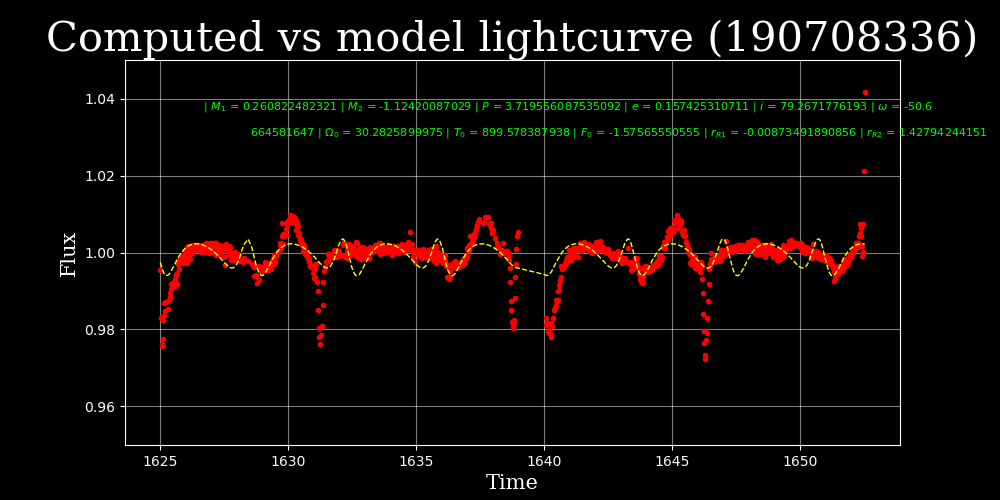 Computed vs model lightcurve (190708336)
| M₁ = 0.260822482321 | M₂ = -1.12420087029 | P = 3.719556087535092 | e = 0.157425310711 | i = 79.2671776193 | ω = -50.6
664581647 | Ω₀ = 30.2825899975 | T₀ = 899.578387938 | F₀ = -1.57565550555 | r_R1 = -0.00873491890856 | r_R2 = 1.42794244151
1.04
1.02
1.00
0.98
0.96
Flux
1625 1630 1635 1640 1645 1650
Time